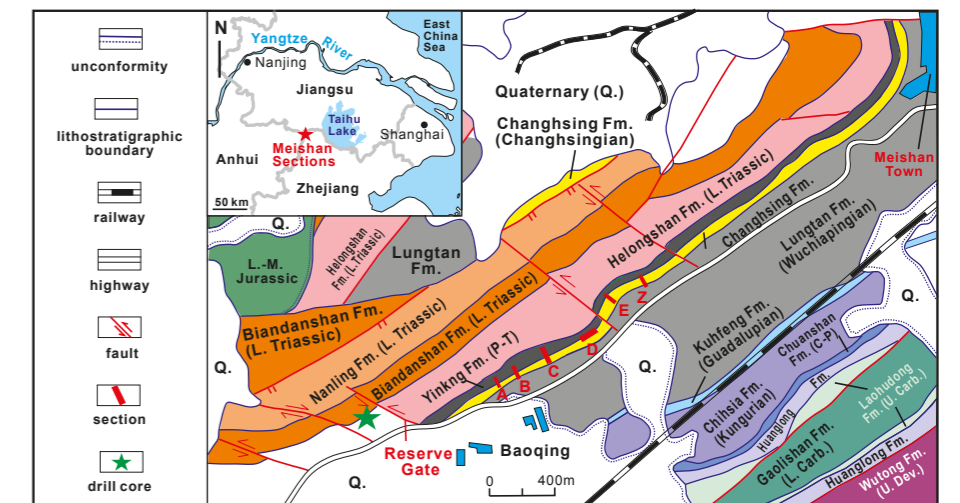 unconformity
lithostratigraphic
boundary
railway
highway
fault
section
drill core
N
Yangtze River
East
China
Sea
Nanjing
Jiangsu
Taihu
Lake
Shanghai
Meishan
Sections
Anhui
Zhejiang
50 km
Quaternary (Q.)
Changhsing Fm.
(Changhsingian)
Meishan
Town
Q.
L.-M.
Jurassic
Helongshan
Fm. (L.Triassic)
Lungtan
Fm.
Helongshan Fm. (L. Triassic)
Changhsing Fm.
Lungtan Fm.
(Wuchiapingian)
Biandanshan Fm.
(L. Triassic)
Nanling Fm. (L. Triassic)
Biandanshan Fm. (L. Triassic)
Yinkng Fm. (P-T)
Q.
A
B
C
D
E
Z
Q.
Kuhfeng Fm.
(Guadalupian)
Chuanshan
Fm. (C-P)
Chihsia Fm.
(Kungurian)
Huanglong Fm.
Laohudong
Fm. (U. Carb.)
Gaolishan Fm.
(L. Carb.)
Huanglong Fm.
Wutong Fm.
(U. Dev.)
Q.
Reserve
Gate
Baoqing
Q.
0 400m